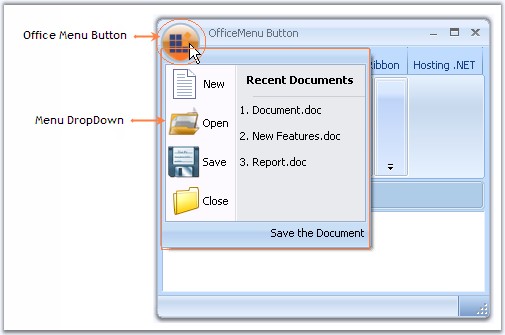 Office Menu Button
OfficeMenu Button
Ribbon
Hosting .NET
New
Recent Documents
Menu DropDown
Open
1. Document.doc
2. New Features.doc
Save
3. Report.doc
Close
Save the Document